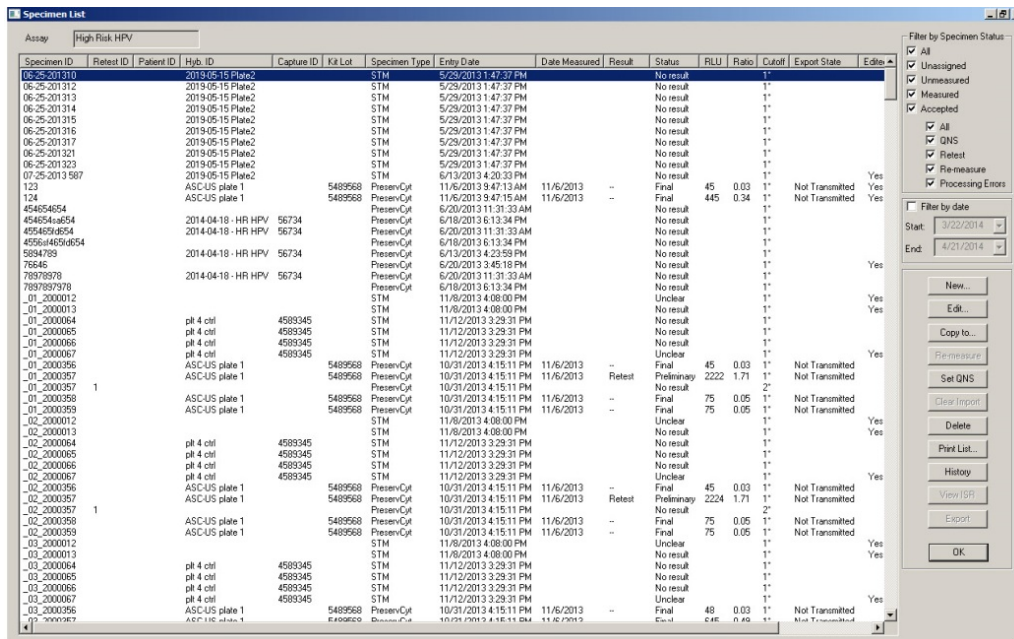 Specimen List
Assay High Risk HPV
Specimen ID Retest ID Patient ID Hyb. ID Capture ID Kit Lot Specimen Type Entry Date Date Measured Result Status RLU Ratio Cutoff Export State
06-25-201310 2019-05-15 Plate2 STM 5/29/2013 1:47:37 PM No result 1°
06-25-201312 2019-05-15 Plate2 STM 5/29/2013 1:47:37 PM No result 1°
06-25-201313 2019-05-15 Plate2 STM 5/29/2013 1:47:37 PM No result 1°
06-25-201314 2019-05-15 Plate2 STM 5/29/2013 1:47:37 PM No result 1°
06-25-201315 2019-05-15 Plate2 STM 5/29/2013 1:47:37 PM No result 1°
06-25-201316 2019-05-15 Plate2 STM 5/29/2013 1:47:37 PM No result 1°
06-25-201317 2019-05-15 Plate2 STM 5/29/2013 1:47:37 PM No result 1°
06-25-201321 2019-05-15 Plate2 STM 5/29/2013 1:47:37 PM No result 1°
06-25-201323 2019-05-15 Plate2 STM 5/29/2013 1:47:37 PM No result 1°
07-25-2013 587 2019-05-15 Plate2 STM 6/13/2013 4:20:33 PM No result 1° Yes
123 ASC-US plate 1 5489568 PreservCyt 11/6/2013 9:47:13 AM 11/6/2013 -- Final 45 0.03 1° Not Transmitted Yes
124 ASC-US plate 1 5489568 PreservCyt 11/6/2013 9:47:15 AM 11/6/2013 -- Final 445 0.34 1° Not Transmitted Yes
454654654 PreservCyt 6/20/2013 11:31:33 AM No result 1°
454654sa654 2014-04-18 - HR HPV 56734 PreservCyt 6/18/2013 6:13:34 PM No result 1°
455465fd654 2014-04-18 - HR HPV 56734 PreservCyt 6/20/2013 11:31:33 AM No result 1°
4556sf465fd654 PreservCyt 6/18/2013 6:13:34 PM No result 1°
5894789 2014-04-18 - HR HPV 56734 PreservCyt 6/13/2013 4:23:59 PM No result 1°
76646 PreservCyt 6/20/2013 3:45:18 PM No result 1° Yes
78978978 2014-04-18 - HR HPV 56734 PreservCyt 6/20/2013 11:31:33 AM No result 1°
7897897978 PreservCyt 6/18/2013 6:13:34 PM No result 1°
_01_2000012 STM 11/8/2013 4:08:00 PM Unclear 1° Yes
_01_2000013 STM 11/8/2013 4:08:00 PM No result 1° Yes
_01_2000064 plt 4 ctrl 4589345 STM 11/12/2013 3:29:31 PM No result 1°
_01_2000065 plt 4 ctrl 4589345 STM 11/12/2013 3:29:31 PM No result 1°
_01_2000066 plt 4 ctrl 4589345 STM 11/12/2013 3:29:31 PM No result 1°
_01_2000067 plt 4 ctrl 4589345 STM 11/12/2013 3:29:31 PM Unclear 1° Yes
_01_2000356 ASC-US plate 1 5489568 PreservCyt 10/31/2013 4:15:11 PM 11/6/2013 -- Final 45 0.03 1° Not Transmitted
_01_2000357 ASC-US plate 1 5489568 PreservCyt 10/31/2013 4:15:11 PM 11/6/2013 Retest Preliminary 2222 1.71 1° Not Transmitted
_01_2000357 1 PreservCyt 10/31/2013 4:15:11 PM No result 2°
_01_2000358 ASC-US plate 1 5489568 PreservCyt 10/31/2013 4:15:11 PM 11/6/2013 -- Final 75 0.05 1° Not Transmitted
_01_2000359 ASC-US plate 1 5489568 PreservCyt 10/31/2013 4:15:11 PM 11/6/2013 -- Final 75 0.05 1° Not Transmitted
_02_2000012 STM 11/8/2013 4:08:00 PM Unclear 1° Yes
_02_2000013 STM 11/8/2013 4:08:00 PM No result 1° Yes
_02_2000064 plt 4 ctrl 4589345 STM 11/12/2013 3:29:31 PM No result 1°
_02_2000065 plt 4 ctrl 4589345 STM 11/12/2013 3:29:31 PM No result 1°
_02_2000066 plt 4 ctrl 4589345 STM 11/12/2013 3:29:31 PM No result 1°
_02_2000067 plt 4 ctrl 4589345 STM 11/12/2013 3:29:31 PM Unclear 1° Yes
_02_2000356 ASC-US plate 1 5489568 PreservCyt 10/31/2013 4:15:11 PM 11/6/2013 -- Final 45 0.03 1° Not Transmitted
_02_2000357 ASC-US plate 1 5489568 PreservCyt 10/31/2013 4:15:11 PM 11/6/2013 Retest Preliminary 2224 1.71 1° Not Transmitted
_02_2000357 1 PreservCyt 10/31/2013 4:15:11 PM No result 2°
_02_2000358 ASC-US plate 1 5489568 PreservCyt 10/31/2013 4:15:11 PM 11/6/2013 -- Final 75 0.05 1° Not Transmitted
_02_2000359 ASC-US plate 1 5489568 PreservCyt 10/31/2013 4:15:11 PM 11/6/2013 -- Final 75 0.05 1° Not Transmitted
_03_2000012 STM 11/8/2013 4:08:00 PM Unclear 1° Yes
_03_2000013 STM 11/8/2013 4:08:00 PM No result 1° Yes
_03_2000064 plt 4 ctrl 4589345 STM 11/12/2013 3:29:31 PM No result 1°
_03_2000065 plt 4 ctrl 4589345 STM 11/12/2013 3:29:31 PM No result 1°
_03_2000066 plt 4 ctrl 4589345 STM 11/12/2013 3:29:31 PM No result 1°
_03_2000067 plt 4 ctrl 4589345 STM 11/12/2013 3:29:31 PM Unclear 1° Yes
_03_2000356 ASC-US plate 1 5489568 PreservCyt 10/31/2013 4:15:11 PM 11/6/2013 -- Final 48 0.03 1° Not Transmitted
Filter by Specimen Status
All
Unassigned
Unmeasured
Measured
Accepted
All
QNS
Retest
Re-measure
Processing Errors
Filter by date
Start: 3/22/2014
End: 4/21/2014
New...
Edit...
Copy to...
Re-measure
Set QNS
Clear Import
Delete
Print List...
History
View ISR
Export
OK